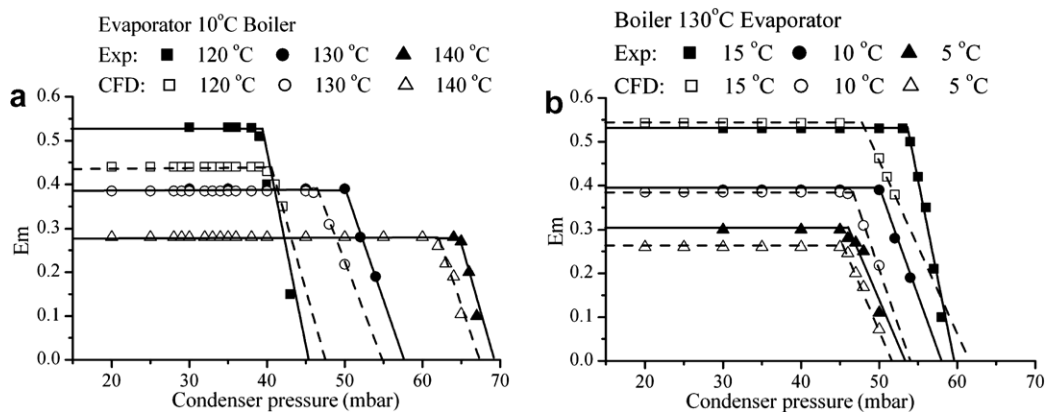 Evaporator 10°C Boiler
Exp: 120 °C 130 °C 140 °C
CFD: 120 °C 130 °C 140 °C
a
0.6
0.5
0.4
0.3
0.2
0.1
0.0
Em
20 30 40 50 60 70
Condenser pressure (mbar)
Boiler 130°C Evaporator
Exp: 15 °C 10 °C 5 °C
CFD: 15 °C 10 °C 5 °C
b
0.6
0.5
0.4
0.3
0.2
0.1
0.0
Em
20 30 40 50 60 70
Condenser pressure (mbar)